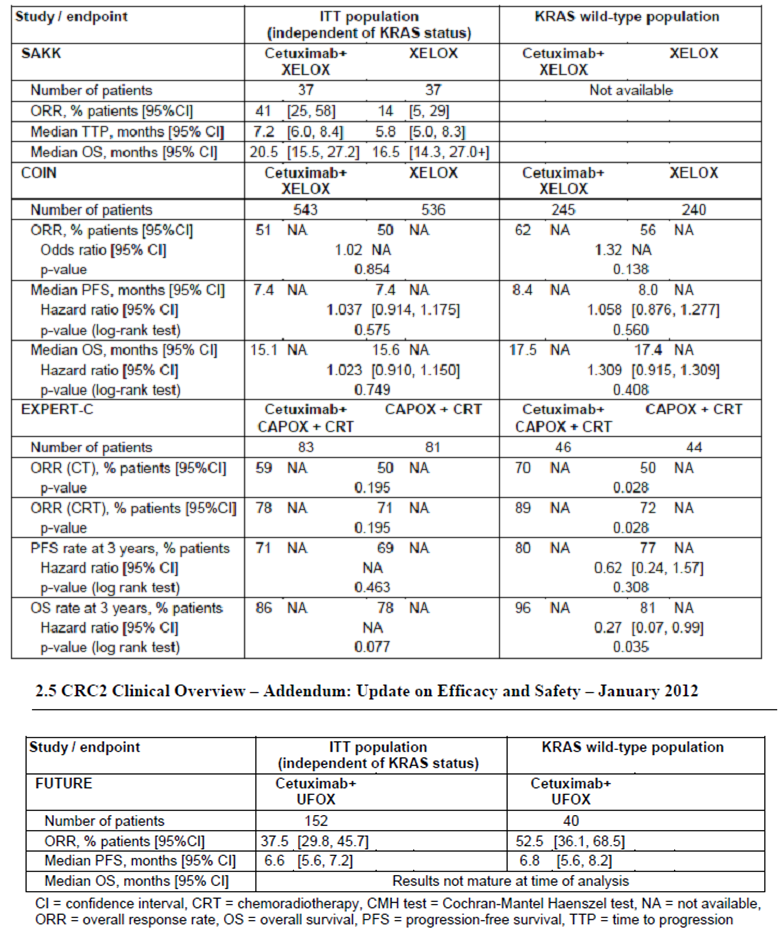 Study / endpoint ITT population KRAS wild-type population
(independent of KRAS status)
SAKK Cetuximab+ XELOX Cetuximab+ XELOX
XELOX XELOX
Number of patients 37 37 Not available
ORR, % patients [95%CI] 41 [25, 58] 14 [5, 29]
Median TTP, months [95% CI] 7.2 [6.0, 8.4] 5.8 [5.0, 8.3]
Median OS, months [95% CI] 20.5 [15.5, 27.2] 16.5 [14.3, 27.0+]
COIN Cetuximab+ XELOX Cetuximab+ XELOX
XELOX XELOX
Number of patients 543 536 245 240
ORR, % patients [95%CI] 51 NA 50 NA 62 NA 56 NA
Odds ratio [95% CI] 1.02 NA 1.32 NA
p-value 0.854 0.138
Median PFS, months [95% CI] 7.4 NA 7.4 NA 8.4 NA 8.0 NA
Hazard ratio [95% CI] 1.037 [0.914, 1.175] 1.058 [0.876, 1.277]
p-value (log-rank test) 0.575 0.560
Median OS, months [95% CI] 15.1 NA 15.6 NA 17.5 NA 17.4 NA
Hazard ratio [95% CI] 1.023 [0.910, 1.150] 1.309 [0.915, 1.309]
p-value (log-rank test) 0.749 0.408
EXPERT-C Cetuximab+ CAPOX + CRT Cetuximab+ CAPOX + CRT
CAPOX + CRT CAPOX + CRT
Number of patients 83 81 46 44
ORR (CT), % patients [95%CI] 59 NA 50 NA 70 NA 50 NA
p-value 0.195 0.028
ORR (CRT), % patients [95%CI] 78 NA 71 NA 89 NA 72 NA
p-value 0.195 0.028
PFS rate at 3 years, % patients 71 NA 69 NA 80 NA 77 NA
Hazard ratio [95% CI] NA 0.62 [0.24, 1.57]
p-value (log rank test) 0.463 0.308
OS rate at 3 years, % patients 86 NA 78 NA 96 NA 81 NA
Hazard ratio [95% CI] NA 0.27 [0.07, 0.99]
p-value (log rank test) 0.077 0.035
2.5 CRC2 Clinical Overview – Addendum: Update on Efficacy and Safety – January 2012
Study / endpoint ITT population KRAS wild-type population
(independent of KRAS status)
FUTURE Cetuximab+ Cetuximab+
UFOX UFOX
Number of patients 152 40
ORR, % patients [95%CI] 37.5 [29.8, 45.7] 52.5 [36.1, 68.5]
Median PFS, months [95% CI] 6.6 [5.6, 7.2] 6.8 [5.6, 8.2]
Median OS, months [95% CI] Results not mature at time of analysis
CI = confidence interval, CRT = chemoradiotherapy, CMH test = Cochran-Mantel Haenszel test, NA = not available,
ORR = overall response rate, OS = overall survival, PFS = progression-free survival, TTP = time to progression